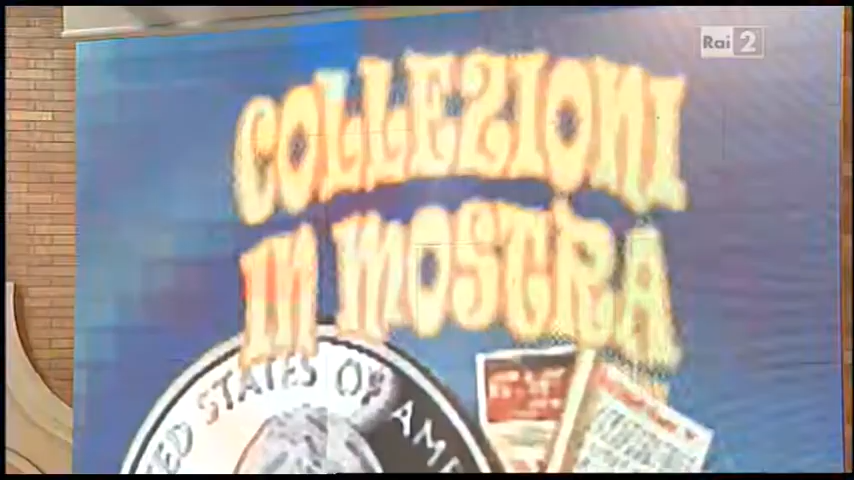 Rai 2
COLLEZIONI
IN MOSTRA
STATES OF AME